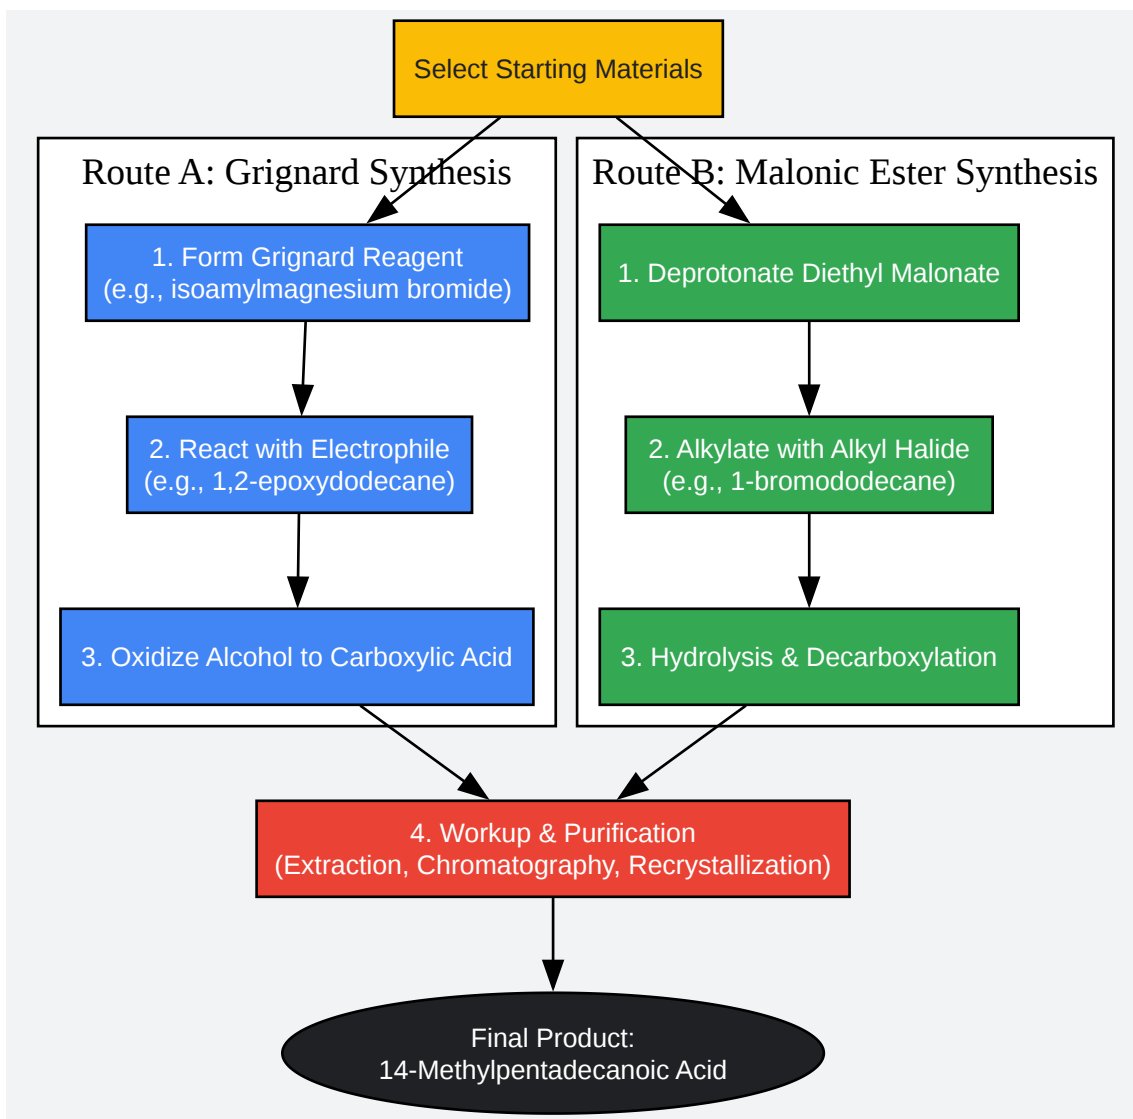 Select Starting Materials
Route A: Grignard Synthesis
1. Form Grignard Reagent
(e.g., isoamylmagnesium bromide)
2. React with Electrophile
(e.g., 1,2-epoxydodecane)
3. Oxidize Alcohol to Carboxylic Acid
Route B: Malonic Ester Synthesis
1. Deprotonate Diethyl Malonate
2. Alkylate with Alkyl Halide
(e.g., 1-bromododecane)
3. Hydrolysis & Decarboxylation
4. Workup & Purification
(Extraction, Chromatography, Recrystallization)
Final Product:
14-Methylpentadecanoic Acid